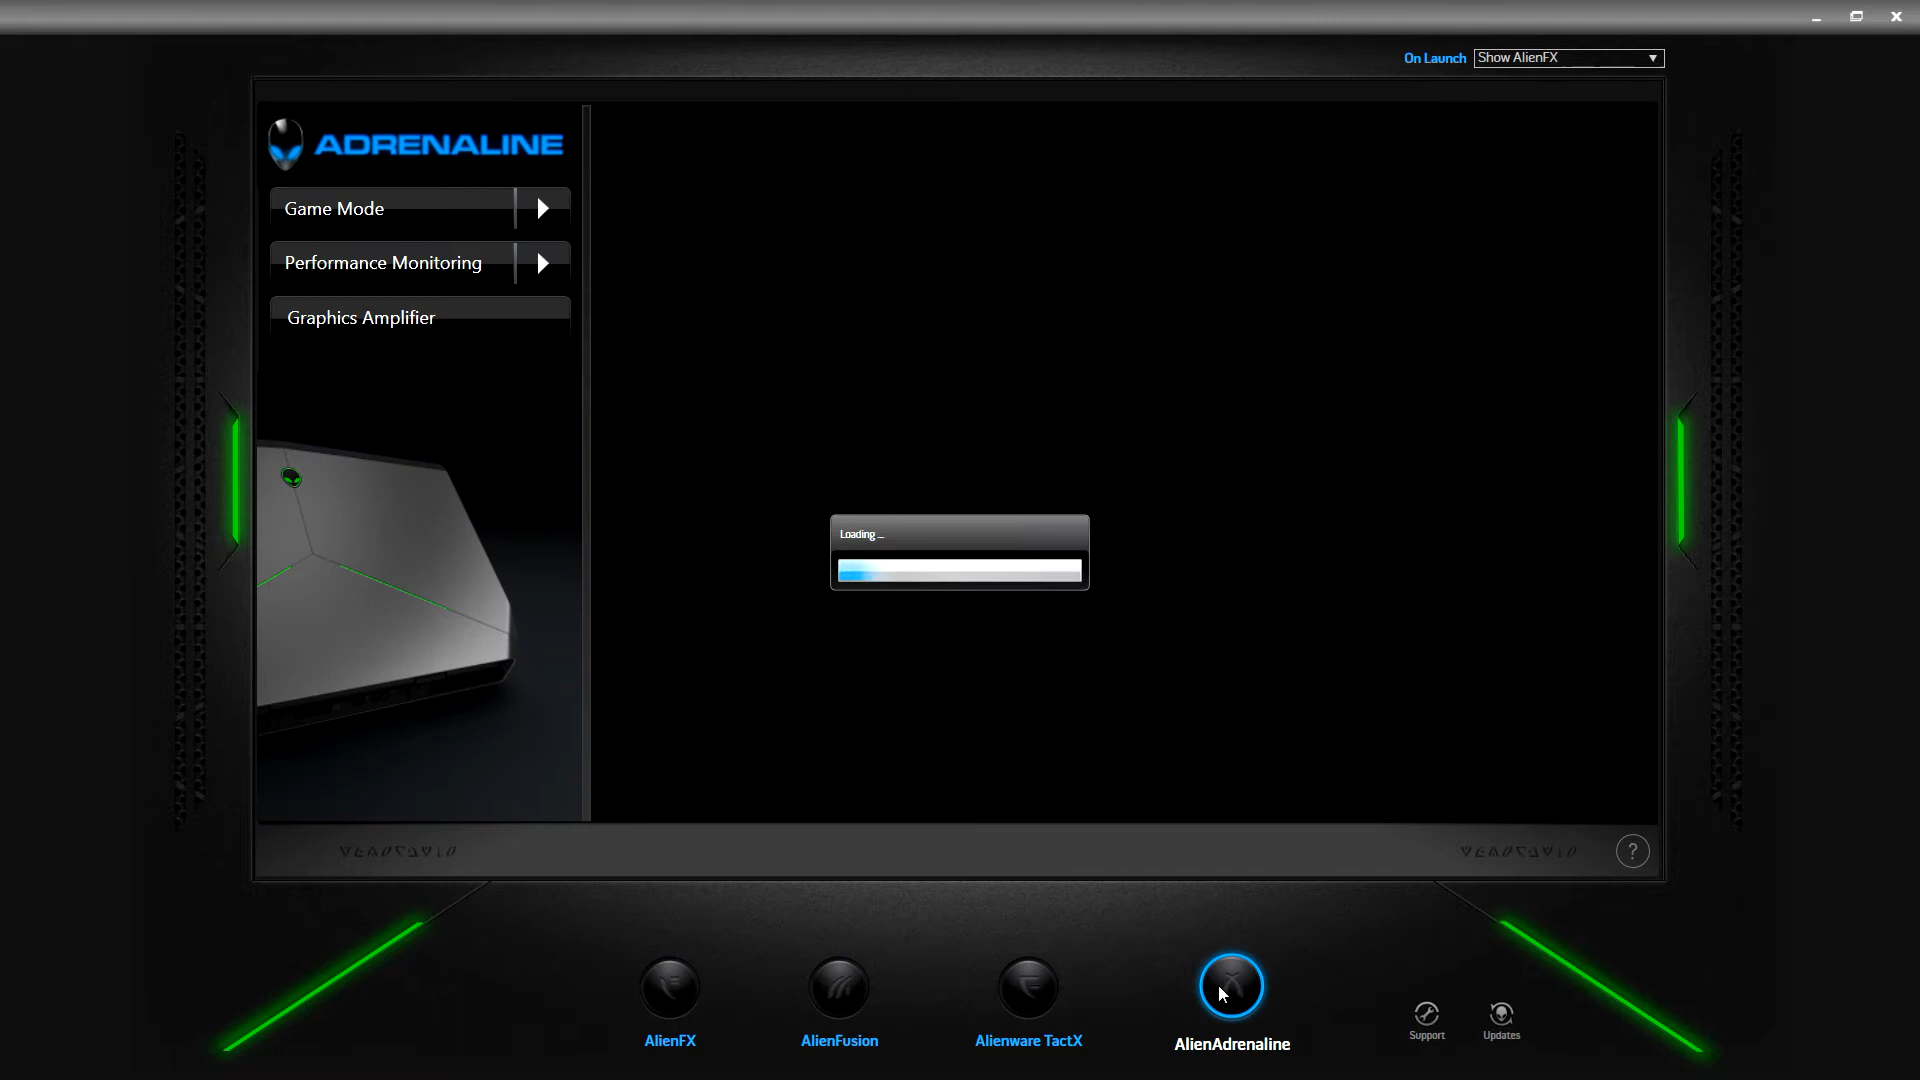 On Launch Show AlienFX
ADRENALINE
Game Mode
Performance Monitoring
Graphics Amplifier
Loading ...
?
AlienFX
AlienFusion
Alienware TactX
AlienAdrenaline
Support
Updates